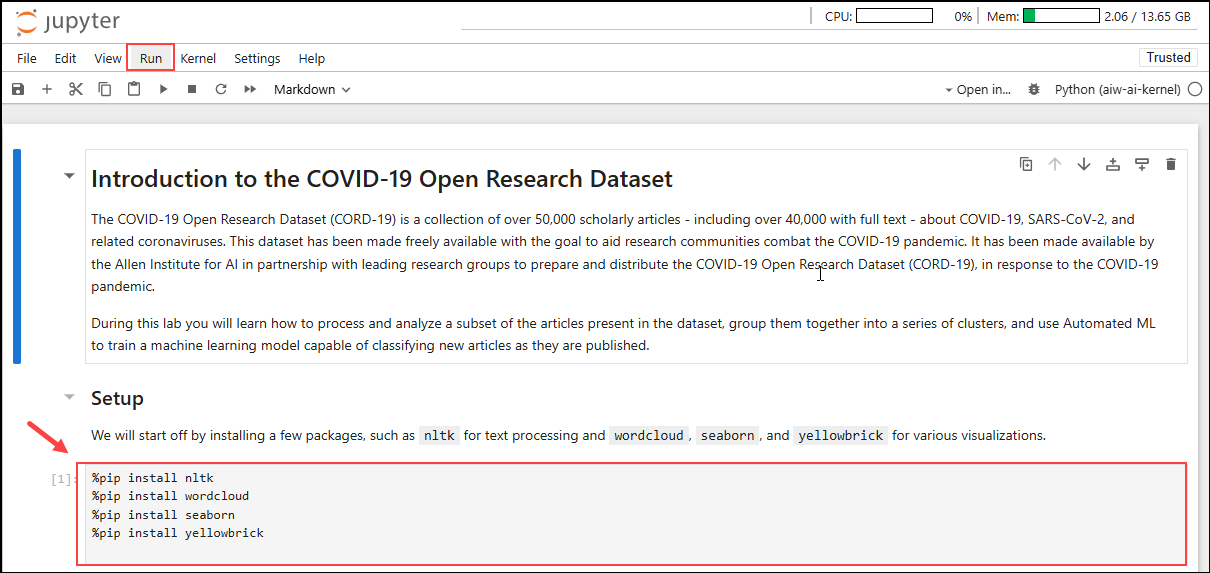 jupyter
CPU: 0% Mem: 2.06 / 13.65 GB
File Edit View Run Kernel Settings Help Trusted
Markdown Open in... Python (aiw-ai-kernel)
Introduction to the COVID-19 Open Research Dataset
The COVID-19 Open Research Dataset (CORD-19) is a collection of over 50,000 scholarly articles - including over 40,000 with full text - about COVID-19, SARS-CoV-2, and
related coronaviruses. This dataset has been made freely available with the goal to aid research communities combat the COVID-19 pandemic. It has been made available by
the Allen Institute for AI in partnership with leading research groups to prepare and distribute the COVID-19 Open Research Dataset (CORD-19), in response to the COVID-19
pandemic.
During this lab you will learn how to process and analyze a subset of the articles present in the dataset, group them together into a series of clusters, and use Automated ML
to train a machine learning model capable of classifying new articles as they are published.
Setup
We will start off by installing a few packages, such as nltk for text processing and wordcloud, seaborn, and yellowbrick for various visualizations.
[1]: %pip install nltk
%pip install wordcloud
%pip install seaborn
%pip install yellowbrick